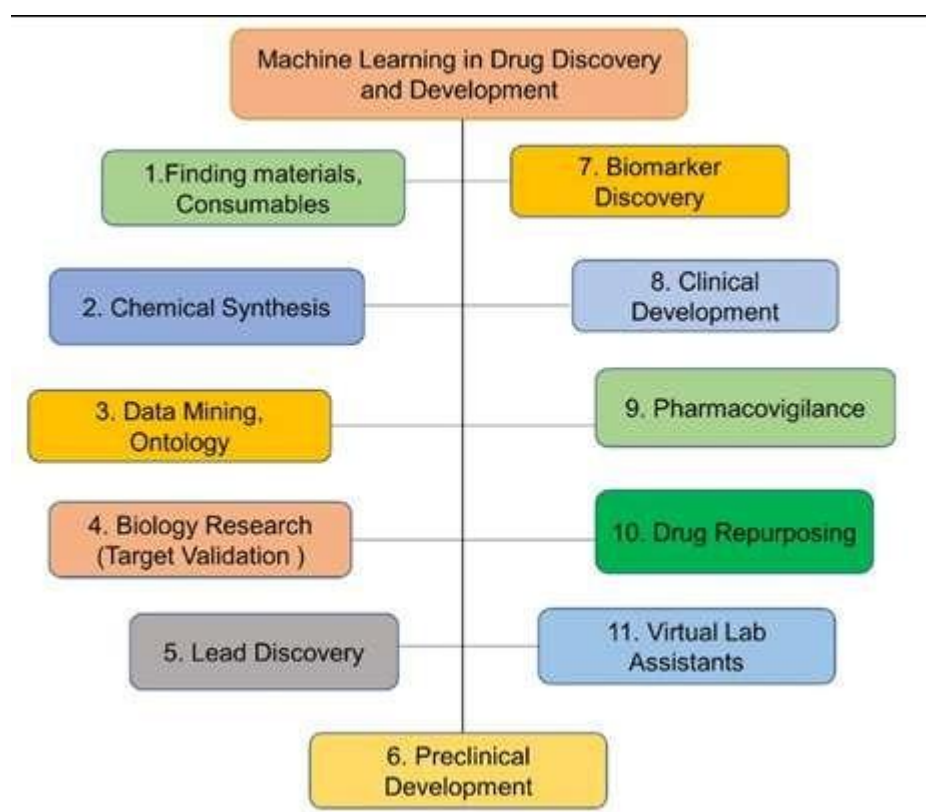 Machine Learning in Drug Discovery
and Development
1.Finding materials,
Consumables
2. Chemical Synthesis
3. Data Mining,
Ontology
4. Biology Research
(Target Validation )
5. Lead Discovery
6. Preclinical
Development
7. Biomarker
Discovery
8. Clinical
Development
9. Pharmacovigilance
10. Drug Repurposing
11. Virtual Lab
Assistants